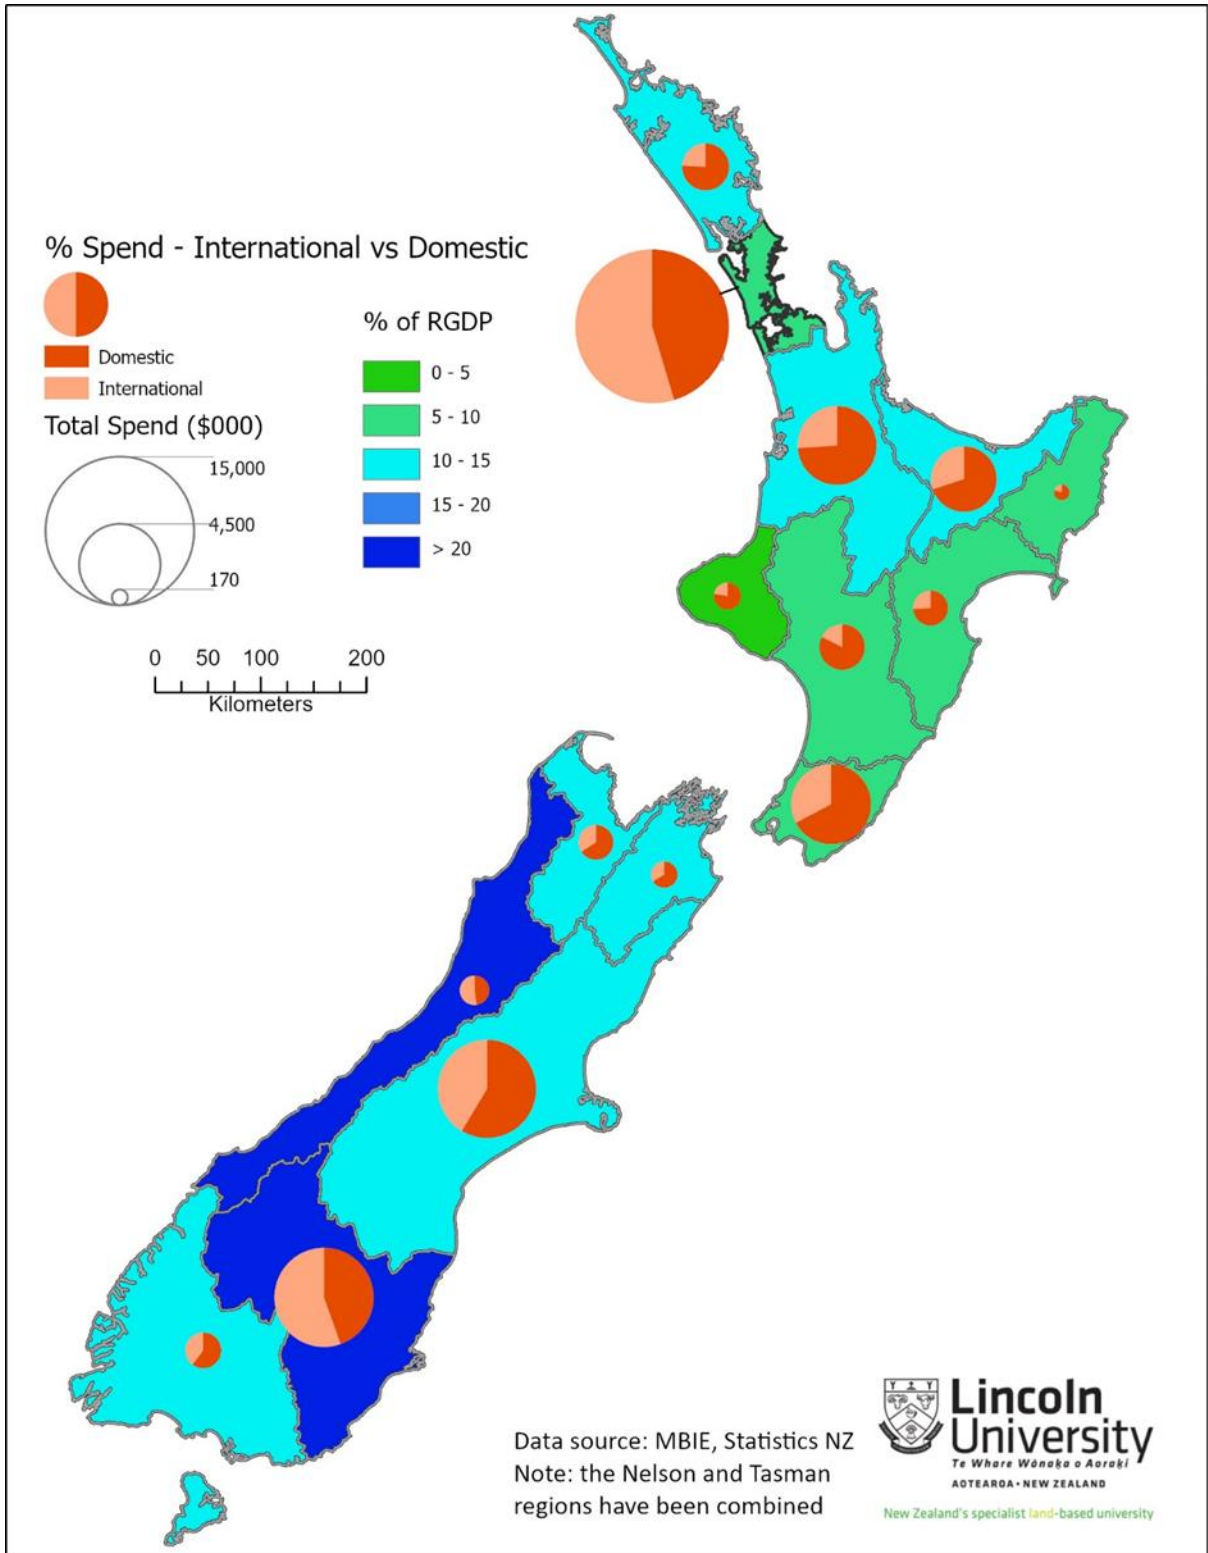 % Spend - International vs Domestic
Domestic
International
Total Spend ($000)
15,000
4,500
170
% of RGDP
0 - 5
5 - 10
10 - 15
15 - 20
> 20
0 50 100 200
Kilometers
Data source: MBIE, Statistics NZ
Note: the Nelson and Tasman
regions have been combined
Lincoln
University
Te Whare Wānaka o Aoraki
AOTEAROA • NEW ZEALAND
New Zealand's specialist land-based university